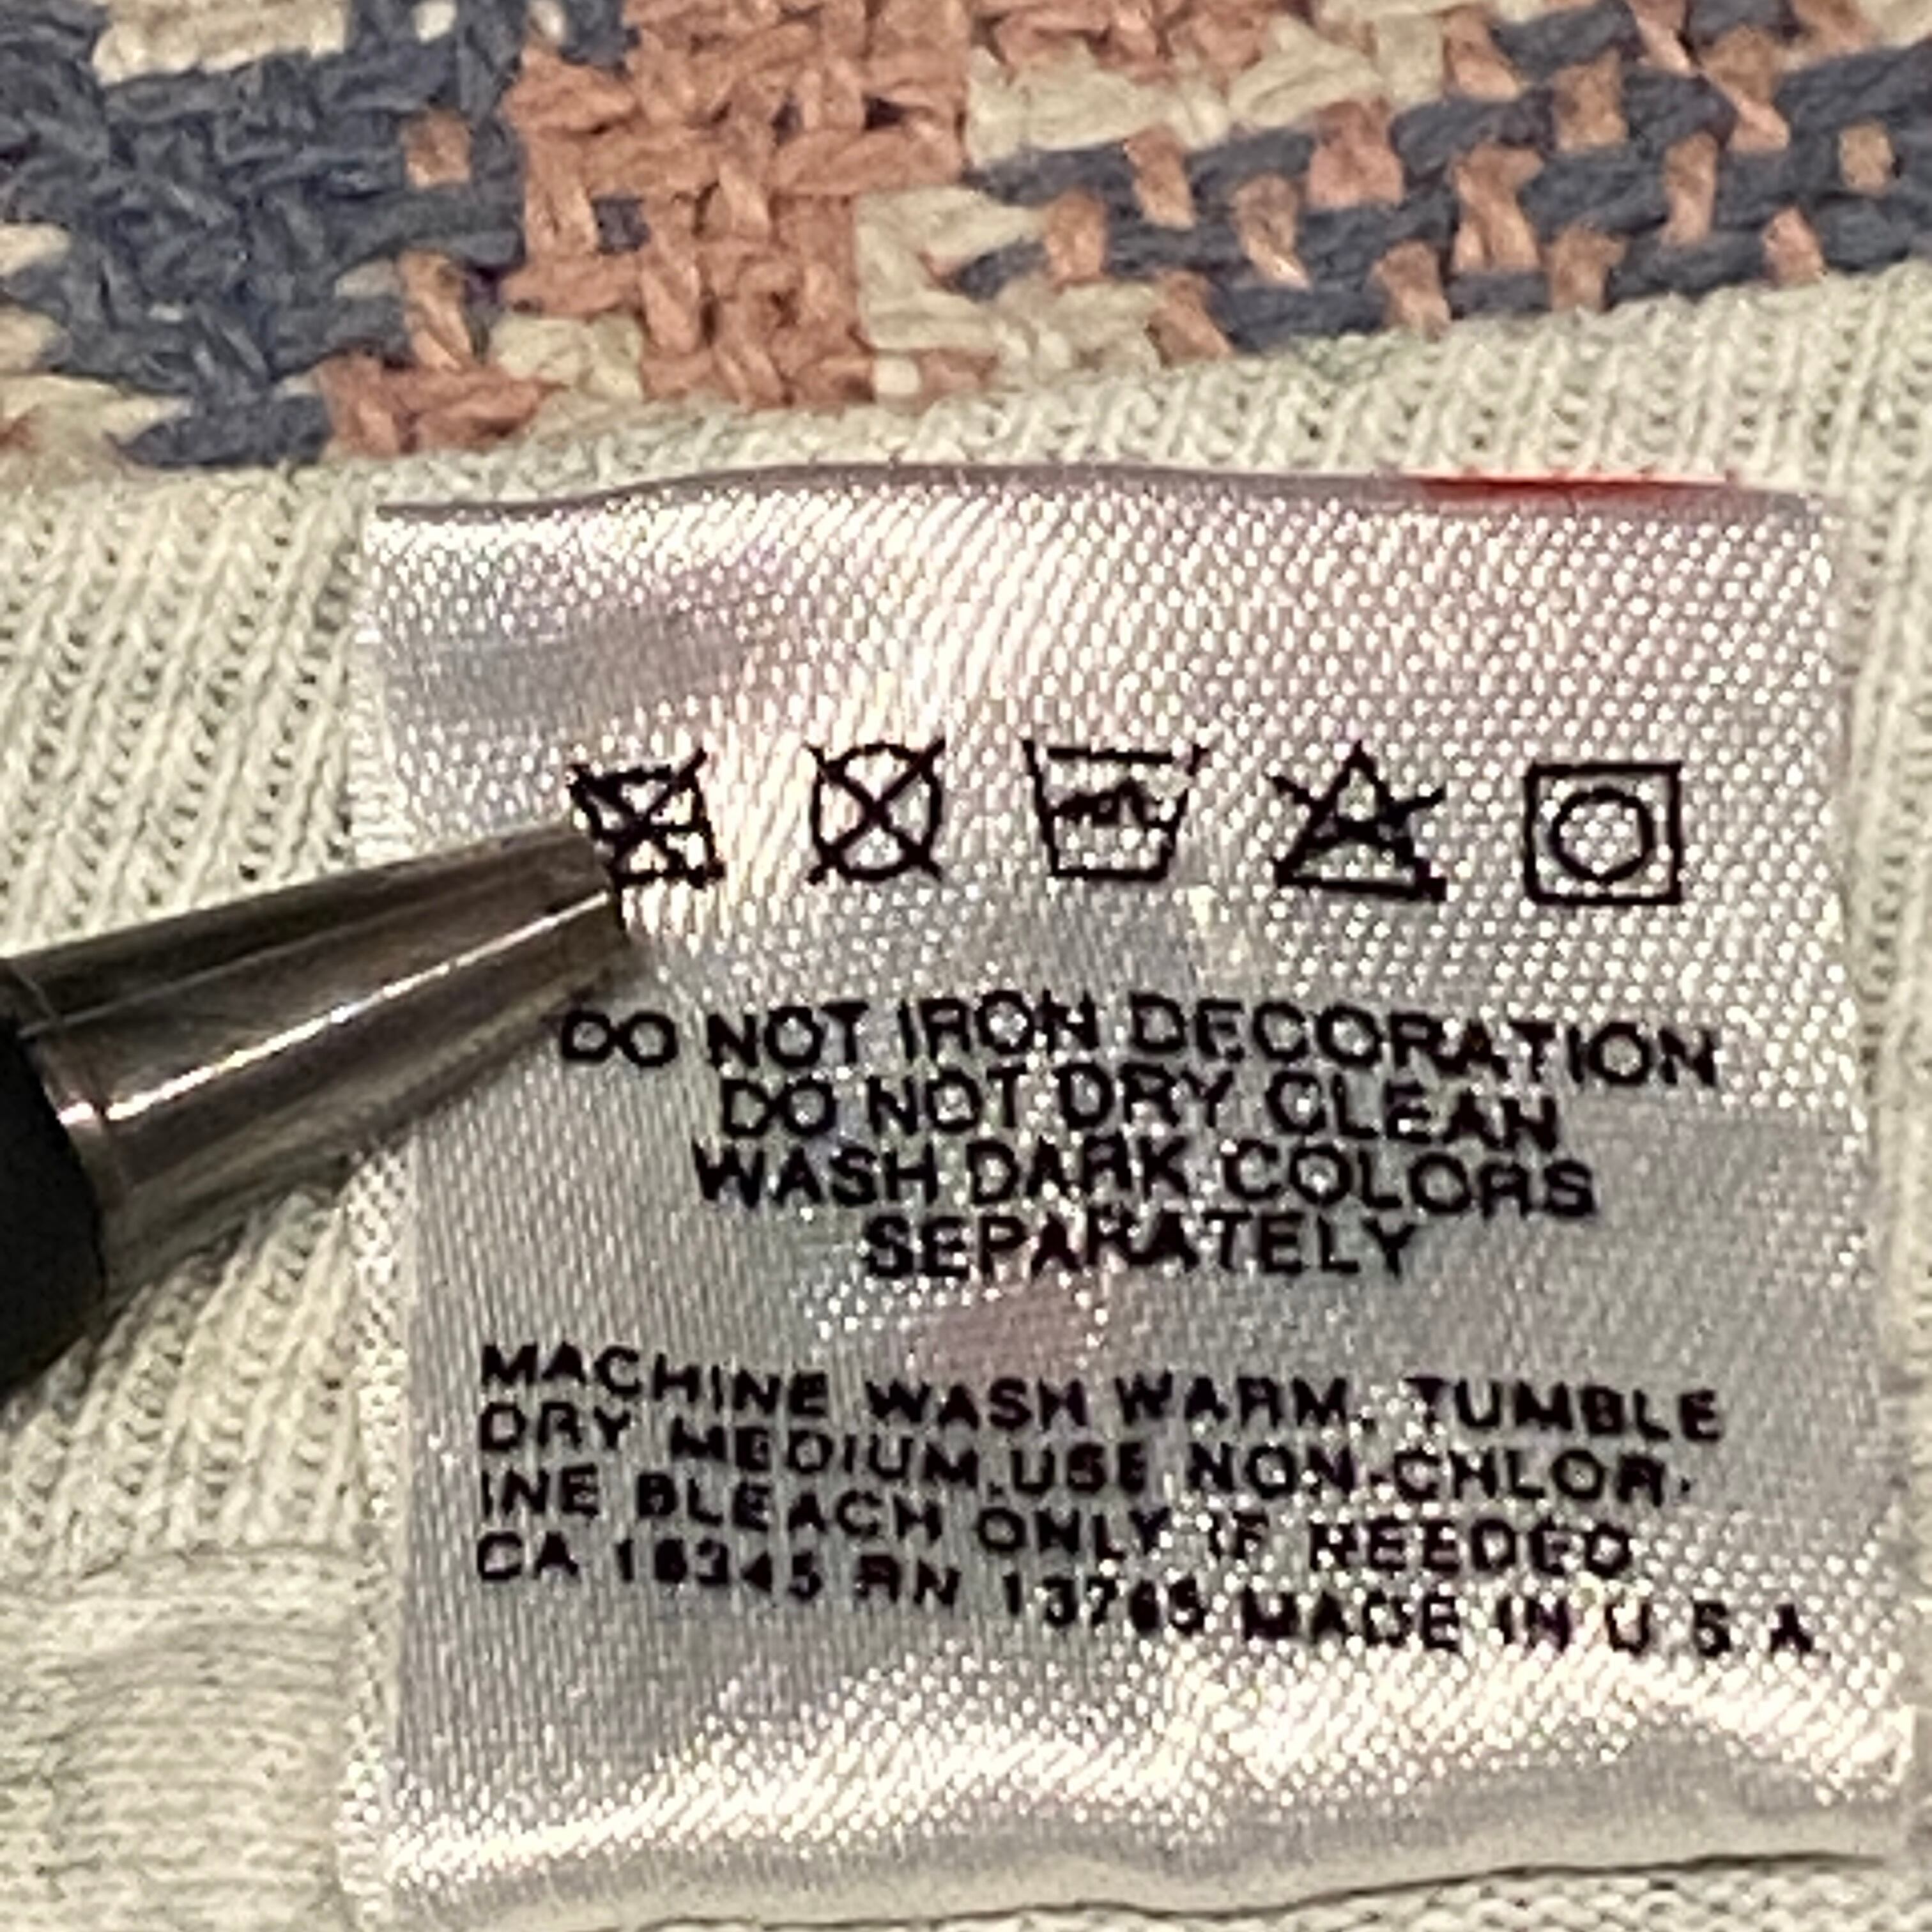 DO NOT IRON DECORATION
DO NOT DRY CLEAN
WASH DARK COLORS
SEPARATELY
MACHINE WASH WARM. TUMBLE
DRY MEDIUM. USE NON-CHLOR-
INE BLEACH ONLY IF NEEDED
CA 16345 RN 13765 MADE IN U S A